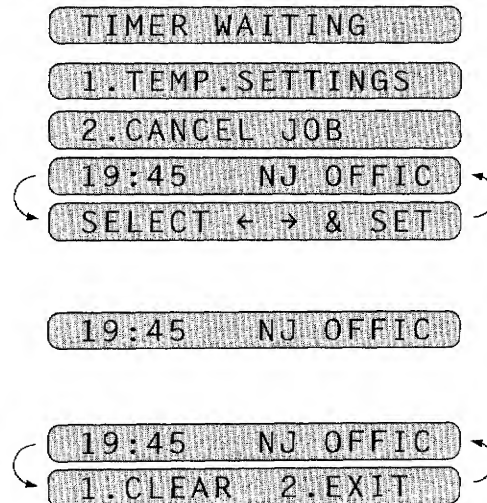 TIMER WAITING
1.TEMP.SETTINGS
2.CANCEL JOB
19:45 NJ OFFIC
SELECT ← → & SET
19:45 NJ OFFIC
19:45 NJ OFFIC
1.CLEAR 2.EXIT